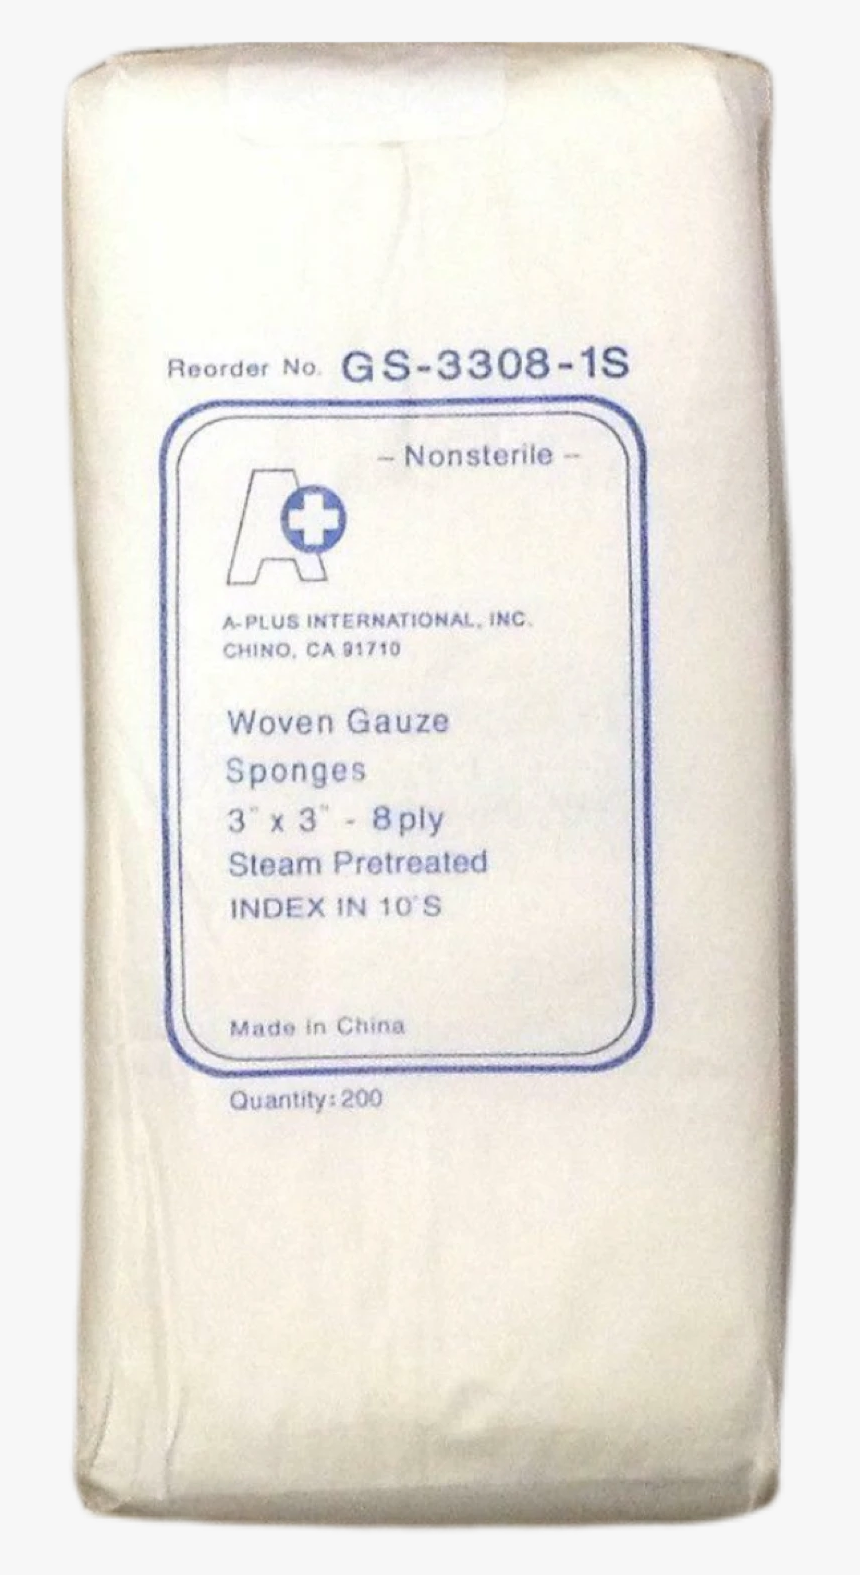 Reorder No. GS-3308-1S
– Nonsterile –
A+
A-PLUS INTERNATIONAL, INC.
CHINO, CA 91710
Woven Gauze
Sponges
3" x 3" - 8ply
Steam Pretreated
INDEX IN 10'S
Made in China
Quantity: 200